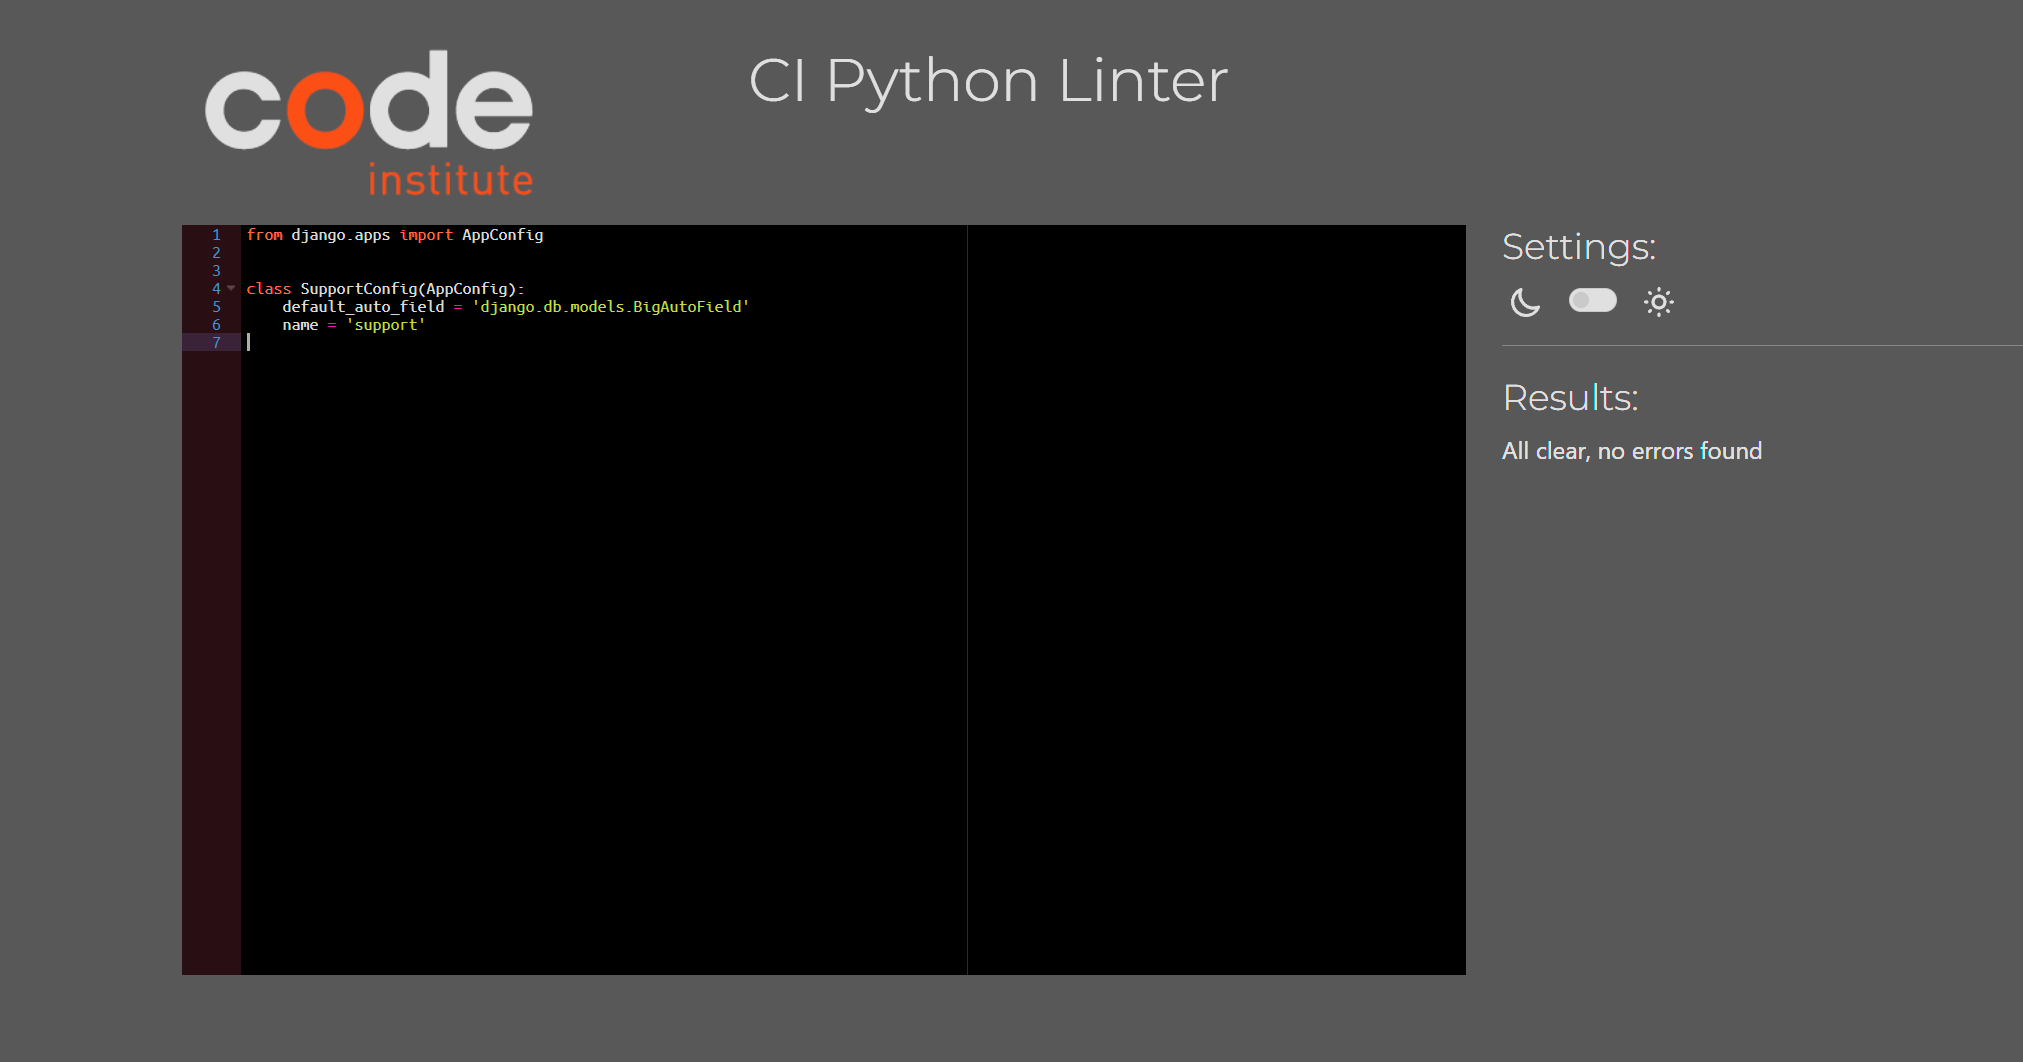 code
institute
CI Python Linter
1 from django.apps import AppConfig
2
3
4 class SupportConfig(AppConfig):
5     default_auto_field = 'django.db.models.BigAutoField'
6     name = 'support'
7
Settings:
Results:
All clear, no errors found